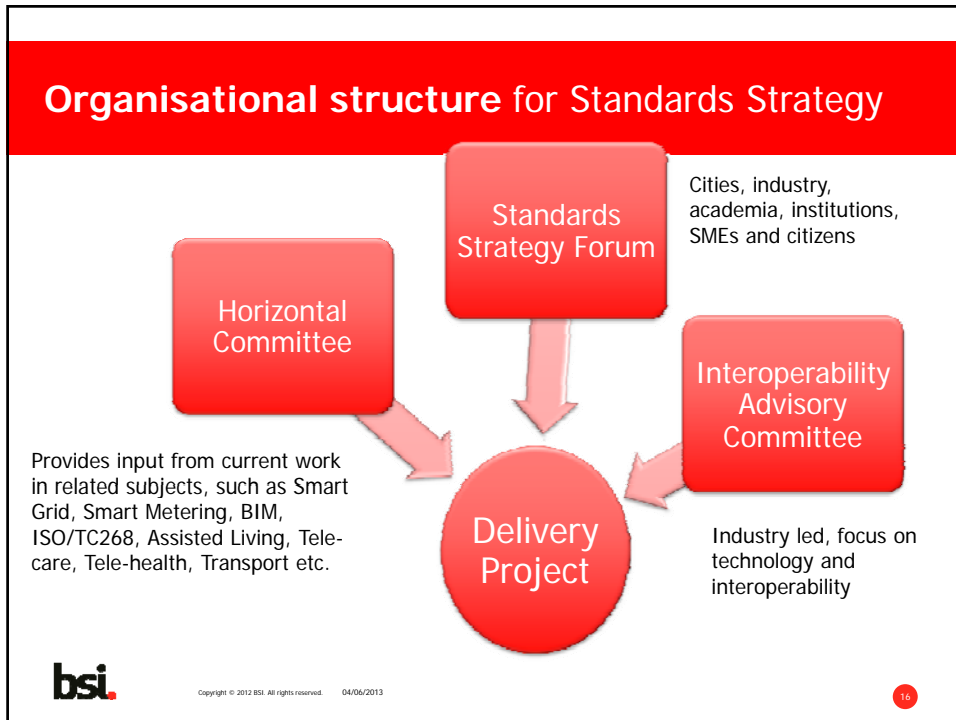 Organisational structure for Standards Strategy
Standards
Strategy Forum
Cities, industry,
academia, institutions,
SMEs and citizens
Horizontal
Committee
Interoperability
Advisory
Committee
Provides input from current work
in related subjects, such as Smart
Grid, Smart Metering, BIM,
ISO/TC268, Assisted Living, Tele-
care, Tele-health, Transport etc.
Delivery
Project
Industry led, focus on
technology and
interoperability
bsi.
Copyright © 2012 BSI. All rights reserved. 04/06/2013
16